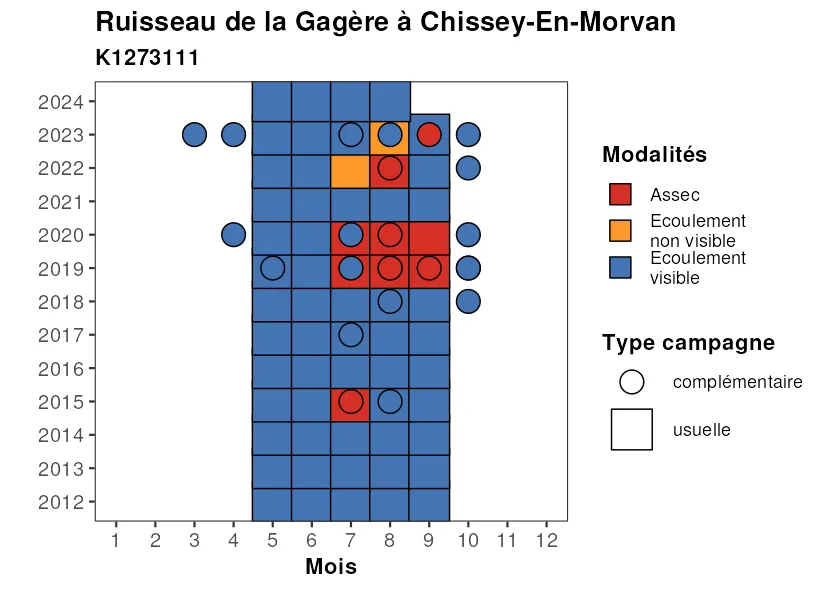 Ruisseau de la Gagère à Chissey-En-Morvan
K1273111
2024
2023
2022
2021
2020
2019
2018
2017
2016
2015
2014
2013
2012
1 2 3 4 5 6 7 8 9 10 11 12
Mois
Modalités
Assec
Ecoulement
non visible
Ecoulement
visible
Type campagne
complémentaire
usuelle